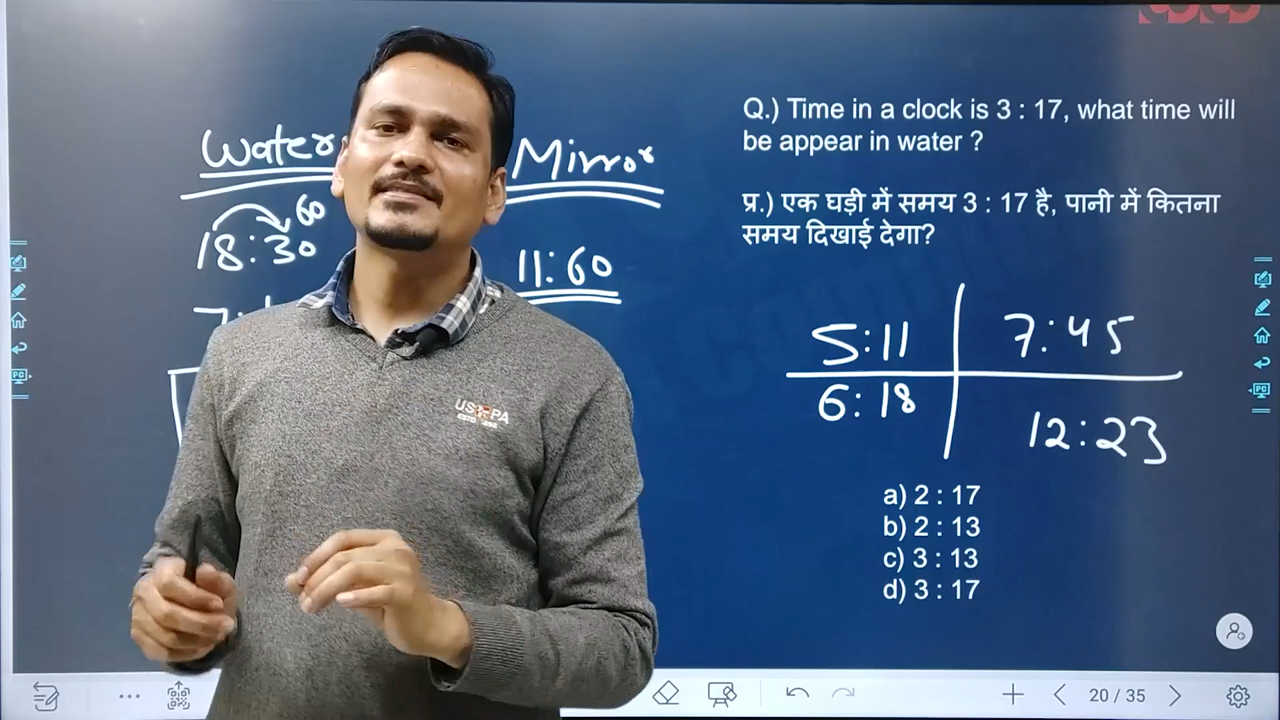 Q.) Time in a clock is 3 : 17, what time will
be appear in water ?
प्र.) एक घड़ी में समय 3 : 17 है, पानी में कितना
समय दिखाई देगा?
Water
Mirror
60
18:30
11:60
7:
5:11
7:45
6:18
12:23
a) 2 : 17
b) 2 : 13
c) 3 : 13
d) 3 : 17
20 / 35